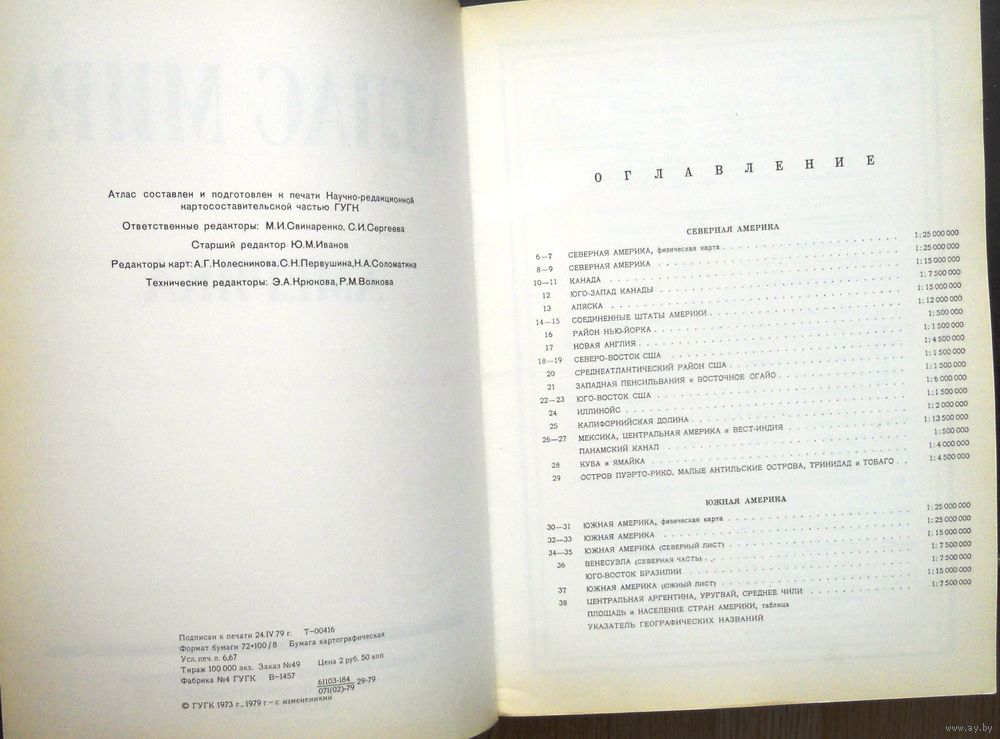 АТЛАС МИРА
Атлас составлен и подготовлен к печати Научно-редакционной
картосоставительской частью ГУГК
Ответственные редакторы: М.И.Свинаренко, С.И.Сергеева
Старший редактор Ю.М.Иванов
Редакторы карт: А.Г.Колесникова, С.Н.Первушина, Н.А.Соломатина
Технические редакторы: Э.А.Крюкова, Р.М.Волкова
Подписан к печати 24.IV 79 г. Т-00416
Формат бумаги 72×100/8 Бумага картографическая
Усл. печ. л. 6,67
Тираж 100 000 экз. Заказ №49 Цена 2 руб. 50 коп
Фабрика №4 ГУГК В-1457
61103-184
071(02)-79 29-79
© ГУГК 1973 г., 1979 г. – с изменениями
ОГЛАВЛЕНИЕ
СЕВЕРНАЯ АМЕРИКА
6—7 СЕВЕРНАЯ АМЕРИКА, физическая карта 1:25 000 000
8—9 СЕВЕРНАЯ АМЕРИКА 1:25 000 000
10—11 КАНАДА 1:15 000 000
12 ЮГО-ЗАПАД КАНАДЫ 1:7 500 000
13 АЛЯСКА 1:15 000 000
14—15 СОЕДИНЕННЫЕ ШТАТЫ АМЕРИКИ 1:12 000 000
16 РАЙОН НЬЮ-ЙОРКА 1:500 000
17 НОВАЯ АНГЛИЯ 1:1 500 000
18—19 СЕВЕРО-ВОСТОК США 1:4 500 000
20 СРЕДНЕАТЛАНТИЧЕСКИЙ РАЙОН США 1:1 500 000
21 ЗАПАДНАЯ ПЕНСИЛЬВАНИЯ и ВОСТОЧНОЕ ОГАЙО 1:1 500 000
22—23 ЮГО-ВОСТОК США 1:6 000 000
24 ИЛЛИНОЙС 1:1 500 000
25 КАЛИФОРНИЙСКАЯ ДОЛИНА 1:2 000 000
26—27 МЕКСИКА, ЦЕНТРАЛЬНАЯ АМЕРИКА и ВЕСТ-ИНДИЯ 1:13 500 000
ПАНАМСКИЙ КАНАЛ 1:500 000
28 КУБА и ЯМАЙКА 1:4 000 000
29 ОСТРОВ ПУЭРТО-РИКО, МАЛЫЕ АНТИЛЬСКИЕ ОСТРОВА, ТРИНИДАД и ТОБАГО 1:4 500 000
ЮЖНАЯ АМЕРИКА
30—31 ЮЖНАЯ АМЕРИКА, физическая карта 1:25 000 000
32—33 ЮЖНАЯ АМЕРИКА 1:25 000 000
34—35 ЮЖНАЯ АМЕРИКА (СЕВЕРНЫЙ ЛИСТ) 1:15 000 000
36 ВЕНЕСУЭЛА (СЕВЕРНАЯ ЧАСТЬ) 1:7 500 000
ЮГО-ВОСТОК БРАЗИЛИИ 1:7 500 000
37 ЮЖНАЯ АМЕРИКА (ЮЖНЫЙ ЛИСТ) 1:15 000 000
38 ЦЕНТРАЛЬНАЯ АРГЕНТИНА, УРУГВАЙ, СРЕДНЕЕ ЧИЛИ 1:7 500 000
ПЛОЩАДЬ и НАСЕЛЕНИЕ СТРАН АМЕРИКИ, таблица
УКАЗАТЕЛЬ ГЕОГРАФИЧЕСКИХ НАЗВАНИЙ
www.ay.by